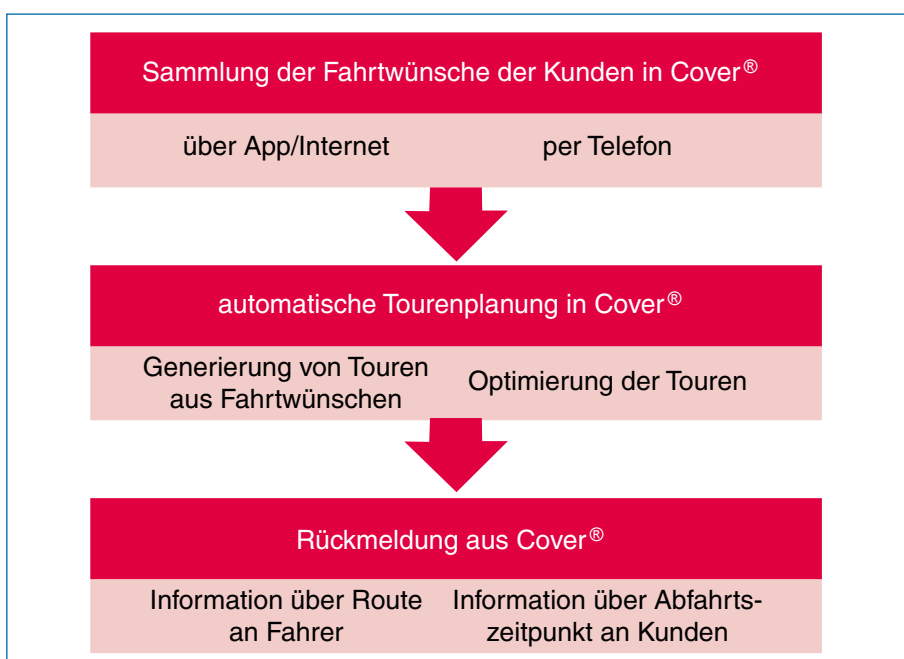 Sammlung der Fahrtwünsche der Kunden in Cover®
über App/Internet
per Telefon
automatische Tourenplanung in Cover®
Generierung von Touren
aus Fahrtwünschen
Optimierung der Touren
Rückmeldung aus Cover®
Information über Route
an Fahrer
Information über Abfahrts-
zeitpunkt an Kunden